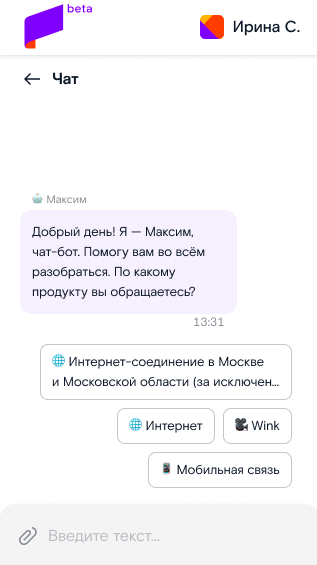 beta
Ирина С.
Чат
Максим
Добрый день! Я — Максим,
чат-бот. Помогу вам во всём
разобраться. По какому
продукту вы обращаетесь?
13:31
Интернет-соединение в Москве
и Московской области (за исключен...
Интернет
Wink
Мобильная связь
Введите текст...